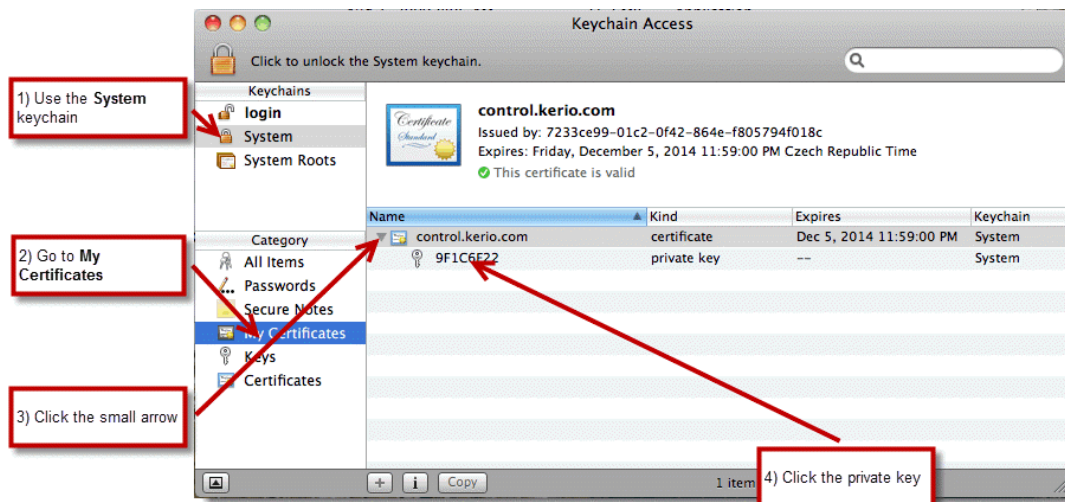 Keychain Access
Click to unlock the System keychain.
1) Use the System
keychain
Keychains
login
System
System Roots
Certificate
Standard
control.kerio.com
Issued by: 7233ce99-01c2-0f42-864e-f805794f018c
Expires: Friday, December 5, 2014 11:59:00 PM Czech Republic Time
This certificate is valid
Name Kind Expires Keychain
control.kerio.com certificate Dec 5, 2014 11:59:00 PM System
9F1C6F22 private key -- System
2) Go to My
Certificates
Category
All Items
Passwords
Secure Notes
My Certificates
Keys
Certificates
3) Click the small arrow
4) Click the private key
+ i Copy 1 item